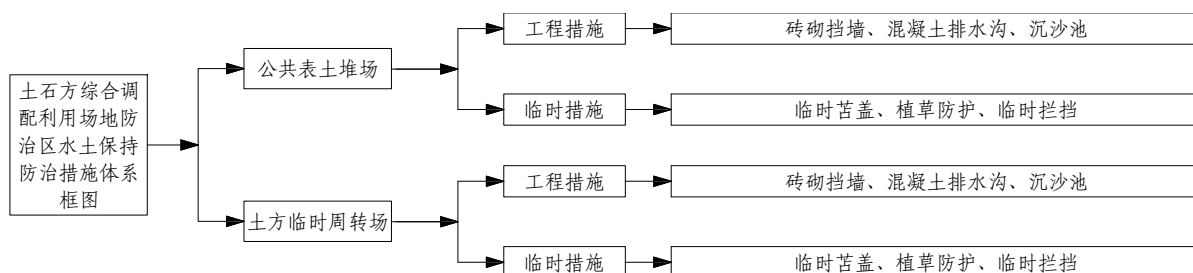 土石方综合调
配利用场地防
治区水土保持
防治措施体系
框图
公共表土堆场
工程措施
砖砌挡墙、混凝土排水沟、沉沙池
临时措施
临时苫盖、植草防护、临时拦挡
土方临时周转场
工程措施
砖砌挡墙、混凝土排水沟、沉沙池
临时措施
临时苫盖、植草防护、临时拦挡